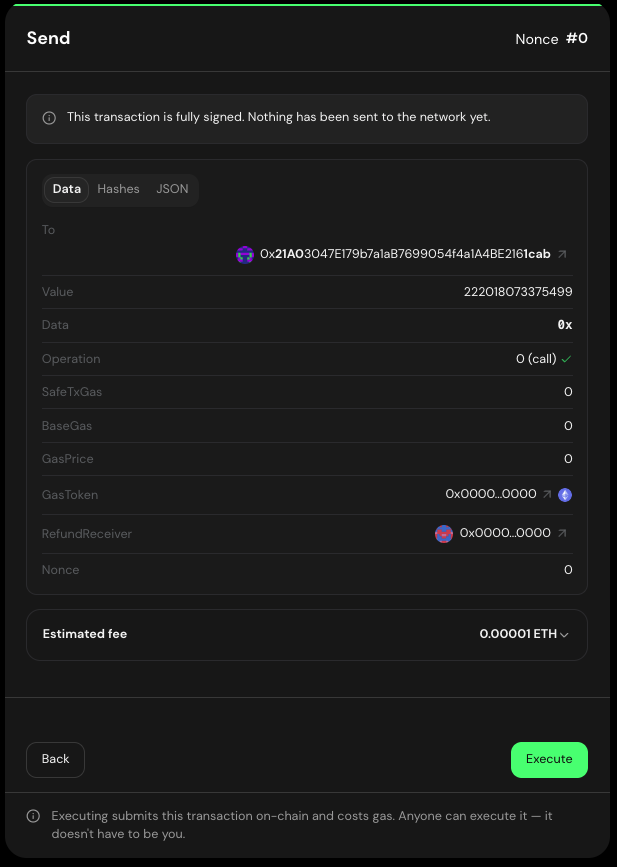 Send
Nonce #0
This transaction is fully signed. Nothing has been sent to the network yet.
Data Hashes JSON
To
0x21A03047E179b7a1aB7699054f4a1A4BE2161cab
Value 222018073375499
Data 0x
Operation 0 (call)
SafeTxGas 0
BaseGas 0
GasPrice 0
GasToken 0x0000...0000
RefundReceiver 0x0000...0000
Nonce 0
Estimated fee 0.00001 ETH
Back Execute
Executing submits this transaction on-chain and costs gas. Anyone can execute it — it
doesn't have to be you.